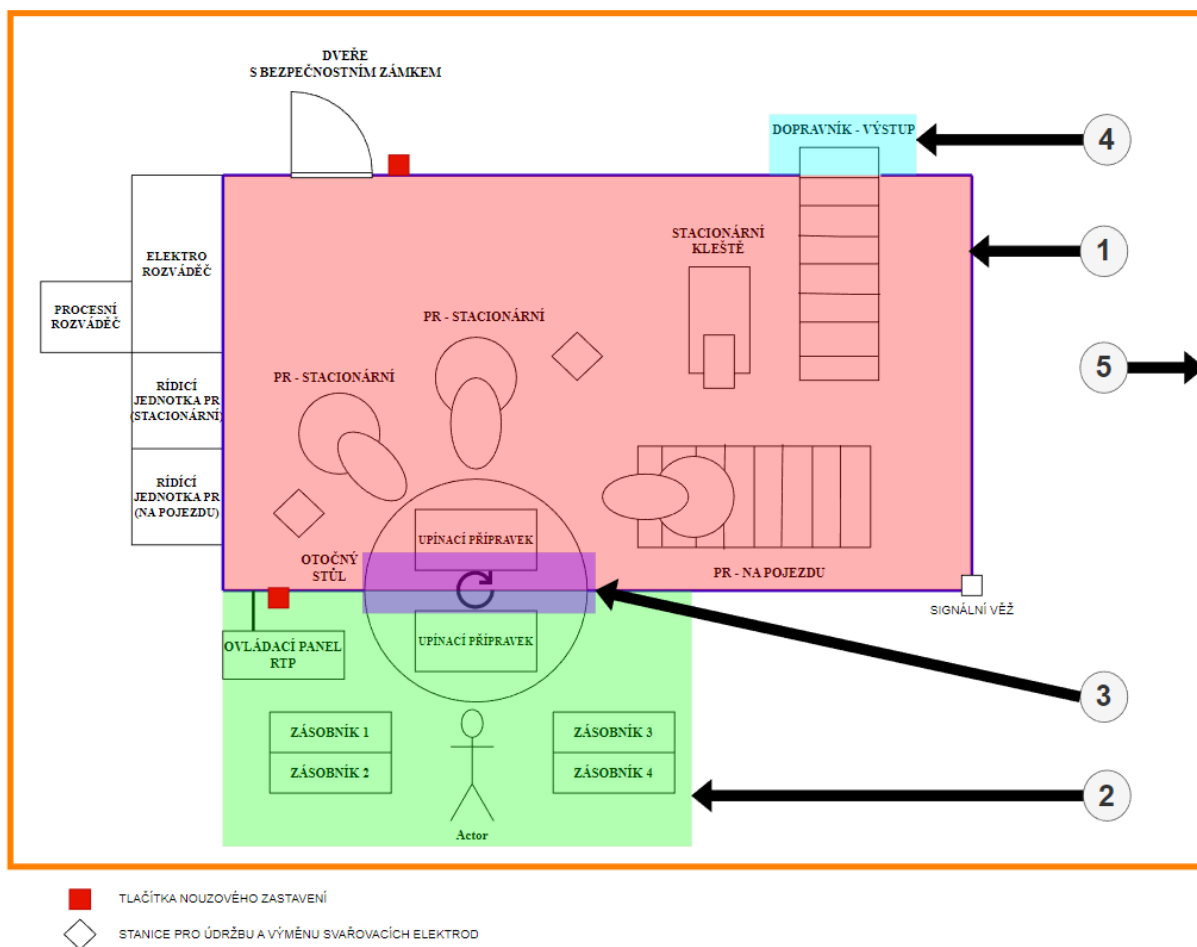 DVEŘE
S BEZPEČNOSTNÍM ZÁMKEM
DOPRAVNÍK - VÝSTUP
4
STACIONÁRNÍ
KLEŠTĚ
1
ELEKTRO
ROZVÁDĚČ
PROCESNÍ
ROZVÁDĚČ
PR - STACIONÁRNÍ
5
PR - STACIONÁRNÍ
RÍDICÍ
JEDNOTKA PR
(STACIONÁRNÍ)
RÍDICÍ
JEDNOTKA PR
(NA POJEZDU)
UPÍNACÍ PŘÍPRAVEK
OTOČNÝ
STŮL
PR - NA POJEZDU
SIGNÁLNÍ VĚŽ
OVLÁDACÍ PANEL
RTP
UPÍNACÍ PŘÍPRAVEK
3
ZÁSOBNÍK 1
ZÁSOBNÍK 2
ZÁSOBNÍK 3
ZÁSOBNÍK 4
2
Actor
TLAČÍTKA NOUZOVÉHO ZASTAVENÍ
STANICE PRO ÚDRŽBU A VÝMĚNU SVAŘOVACÍCH ELEKTROD